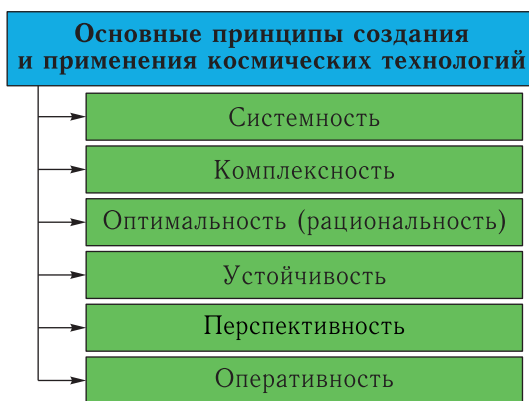 Основные принципы создания
и применения космических технологий
Системность
Комплексность
Оптимальность (рациональность)
Устойчивость
Перспективность
Оперативность